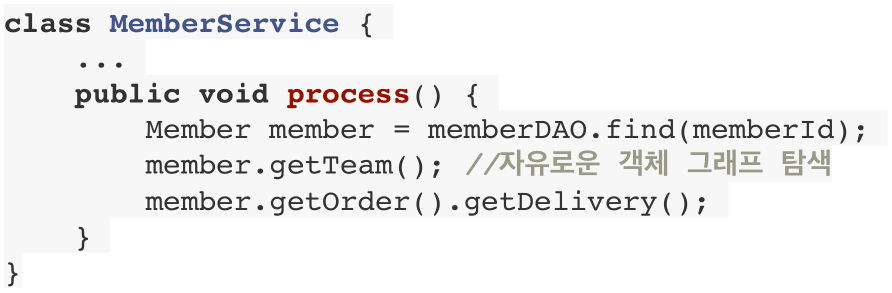 class MemberService {
    ...
    public void process() {
        Member member = memberDAO.find(memberId);
        member.getTeam(); //자유로운 객체 그래프 탐색
        member.getOrder().getDelivery();
    }
}